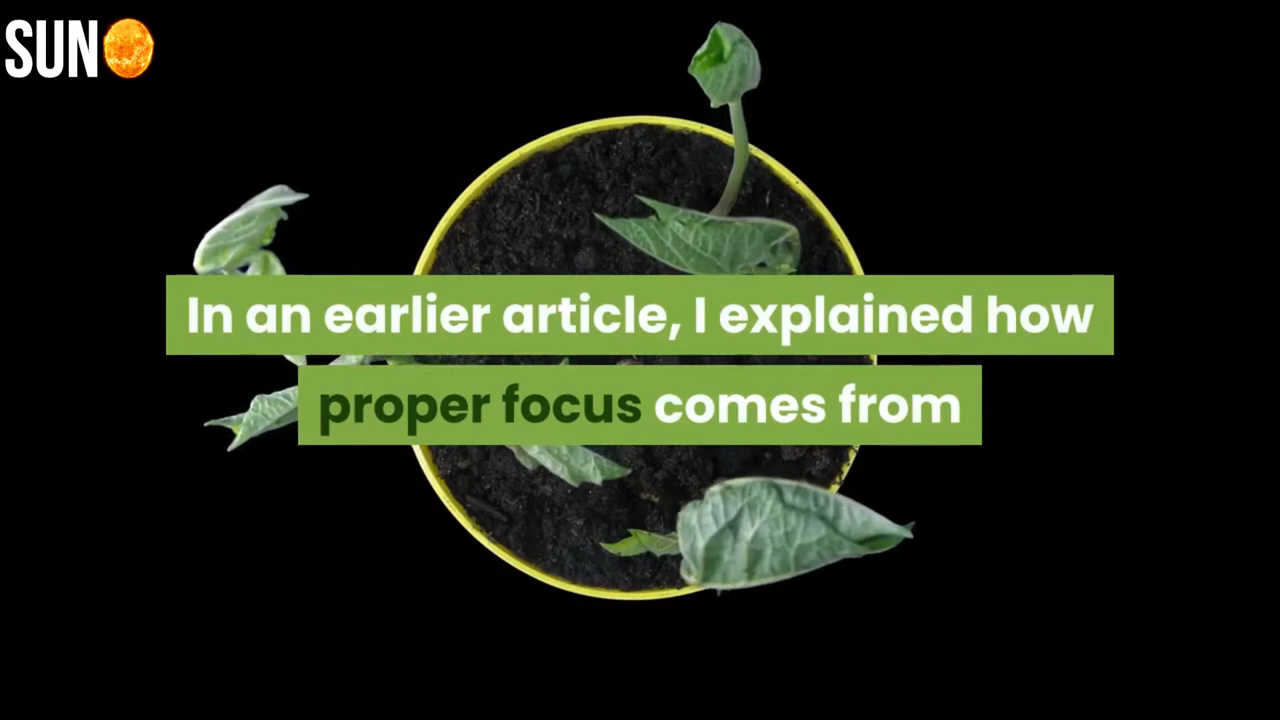 SUN
In an earlier article, I explained how
proper focus comes from